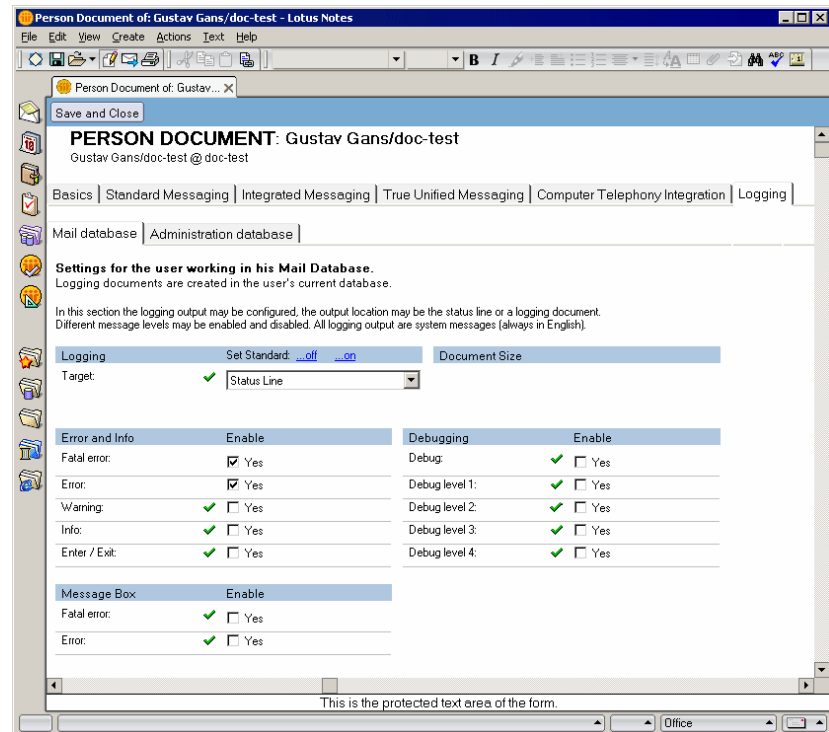 Person Document of: Gustav Gans/doc-test - Lotus Notes
File Edit View Create Actions Text Help
B I
Person Document of: Gustav...
Save and Close
PERSON DOCUMENT: Gustav Gans/doc-test
Gustav Gans/doc-test @ doc-test
Basics Standard Messaging Integrated Messaging True Unified Messaging Computer Telephony Integration Logging
Mail database Administration database
Settings for the user working in his Mail Database.
Logging documents are created in the user's current database.
In this section the logging output may be configured, the output location may be the status line or a logging document.
Different message levels may be enabled and disabled. All logging output are system messages (always in English).
Logging Set Standard: ...off ...on Document Size
Target: Status Line
Error and Info Enable Debugging Enable
Fatal error: Yes Debug: Yes
Error: Yes Debug level 1: Yes
Warning: Yes Debug level 2: Yes
Info: Yes Debug level 3: Yes
Enter / Exit: Yes Debug level 4: Yes
Message Box Enable
Fatal error: Yes
Error: Yes
This is the protected text area of the form.
Office